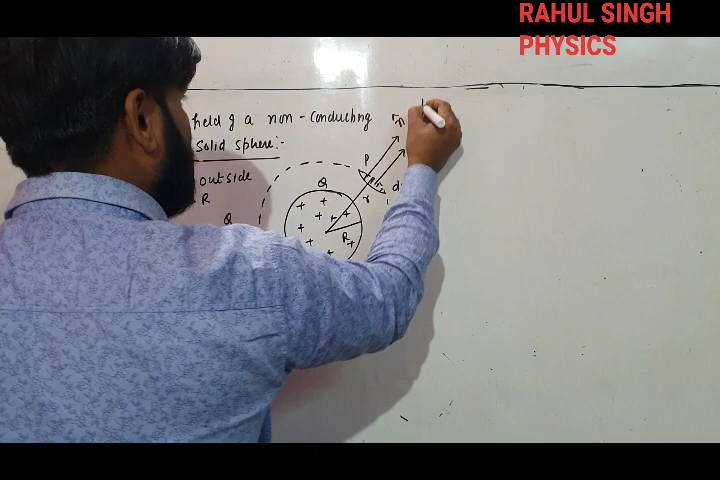 RAHUL SINGH
PHYSICS
field of a non-conducting
solid sphere:-
outside
R
Q
Q
P
r
R